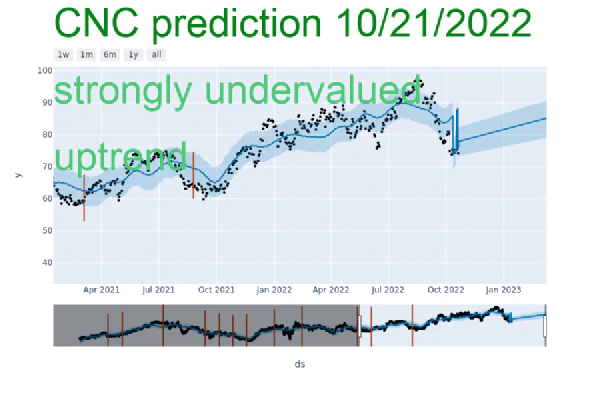 CNC prediction 10/21/2022
1w 1m 6m 1y all
100
strongly undervalued
90
80
uptrend
70
60
50
40
y
Apr 2021 Jul 2021 Oct 2021 Jan 2022 Apr 2022 Jul 2022 Oct 2022 Jan 2023
ds